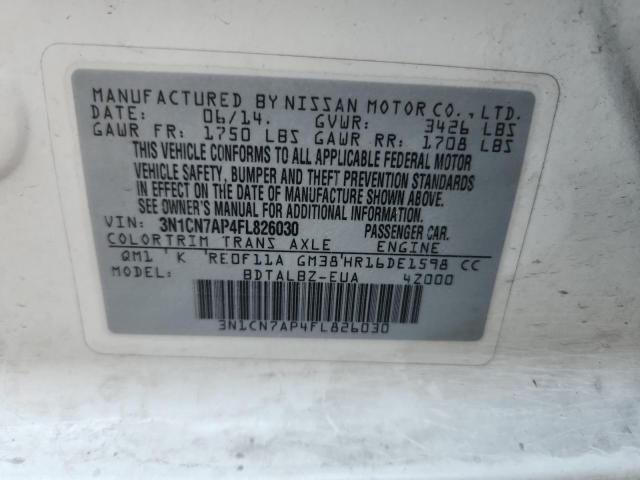 MANUFACTURED BY NISSAN MOTOR CO., LTD.
DATE: 06/14. GVWR: 3426 LBS
GAWR FR: 1750 LBS GAWR RR: 1708 LBS
THIS VEHICLE CONFORMS TO ALL APPLICABLE FEDERAL MOTOR
VEHICLE SAFETY, BUMPER AND THEFT PREVENTION STANDARDS
IN EFFECT ON THE DATE OF MANUFACTURE SHOWN ABOVE.
SEE OWNER'S MANUAL FOR ADDITIONAL INFORMATION.
VIN: 3N1CN7AP4FL826030 PASSENGER CAR.
COLOR TRIM TRANS AXLE ENGINE
QM1 ' K 'RE0F11A GM38'HR16DE1598 CC
MODEL: BDTALBZ-EUA 4Z000
3N1CN7AP4FL826030